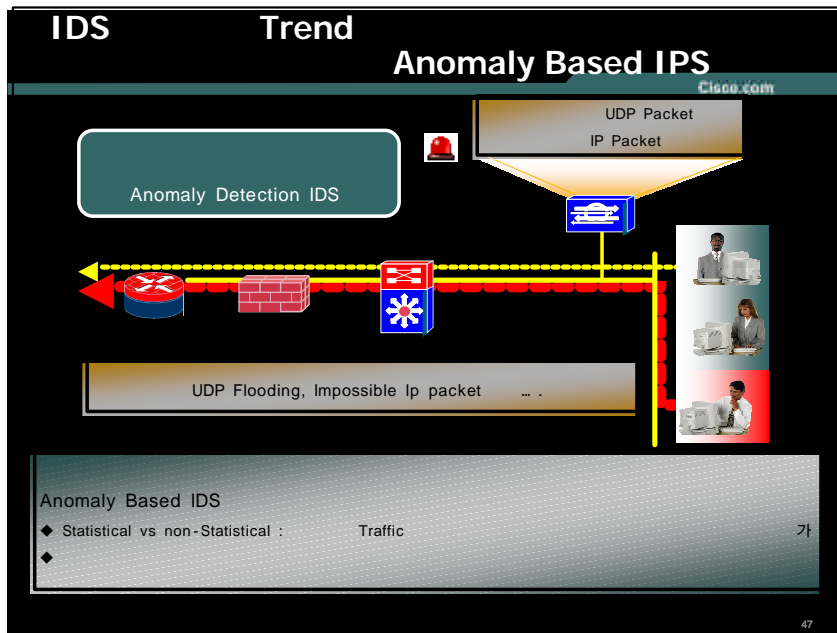 IDS Trend
Anomaly Based IPS
Cisco.com
UDP Packet
IP Packet
Anomaly Detection IDS
UDP Flooding, Impossible Ip packet … .
Anomaly Based IDS
◆ Statistical vs non-Statistical : Traffic 가
◆
47